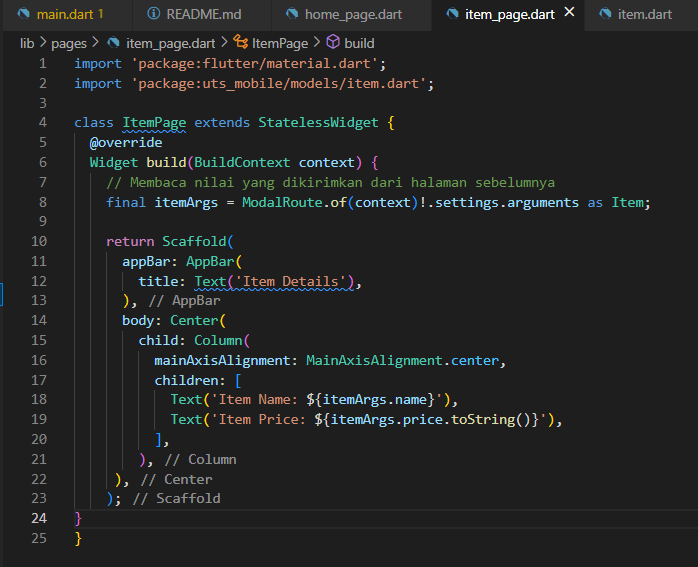 main.dart 1 README.md home_page.dart item_page.dart item.dart
lib > pages > item_page.dart > ItemPage > build
1 import 'package:flutter/material.dart';
2 import 'package:uts_mobile/models/item.dart';
3
4 class ItemPage extends StatelessWidget {
5   @override
6   Widget build(BuildContext context) {
7     // Membaca nilai yang dikirimkan dari halaman sebelumnya
8     final itemArgs = ModalRoute.of(context)!.settings.arguments as Item;
9
10     return Scaffold(
11       appBar: AppBar(
12         title: Text('Item Details'),
13       ), // AppBar
14       body: Center(
15         child: Column(
16           mainAxisAlignment: MainAxisAlignment.center,
17           children: [
18             Text('Item Name: ${itemArgs.name}'),
19             Text('Item Price: ${itemArgs.price.toString()}'),
20           ],
21         ), // Column
22      ), // Center
23     ); // Scaffold
24 }
25 }